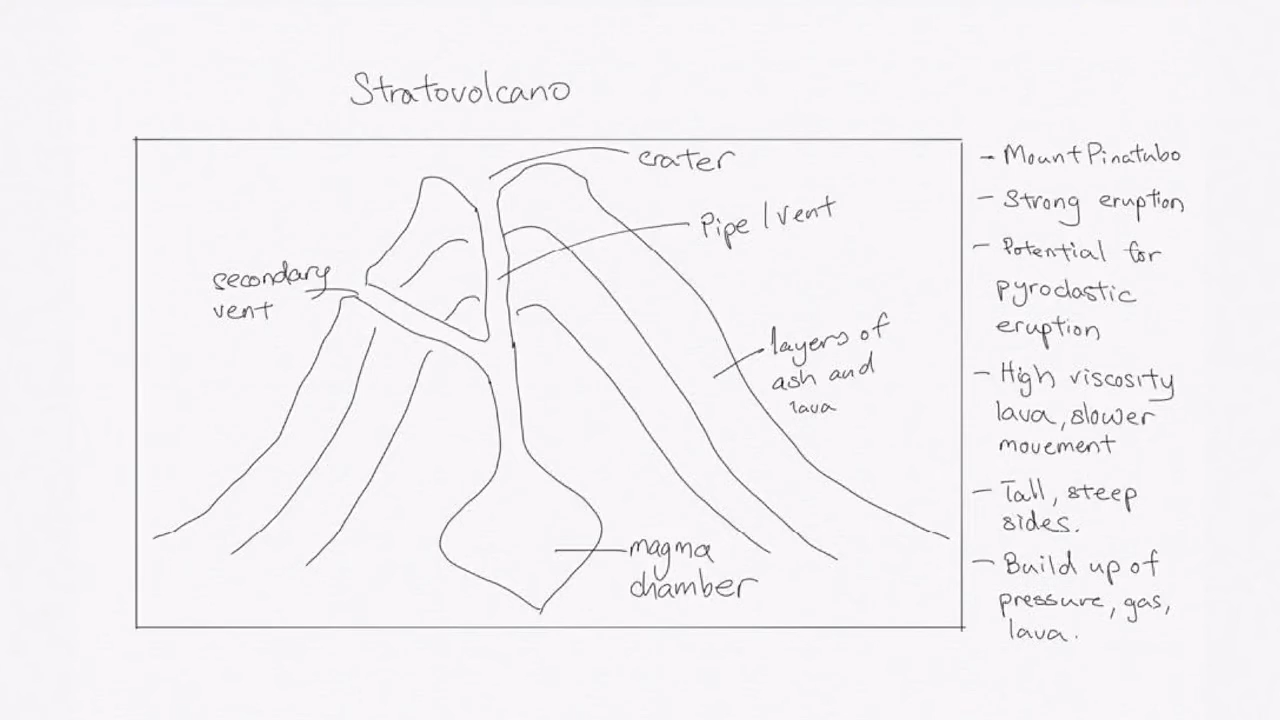 Stratovolcano
crater
Pipe / vent
secondary
vent
layers of
ash and
lava
magma
chamber
- Mount Pinatubo
- Strong eruption
- Potential for
pyroclastic
eruption
- High viscosity
lava, slower
movement
- Tall, steep
sides.
- Build up of
pressure, gas,
lava.